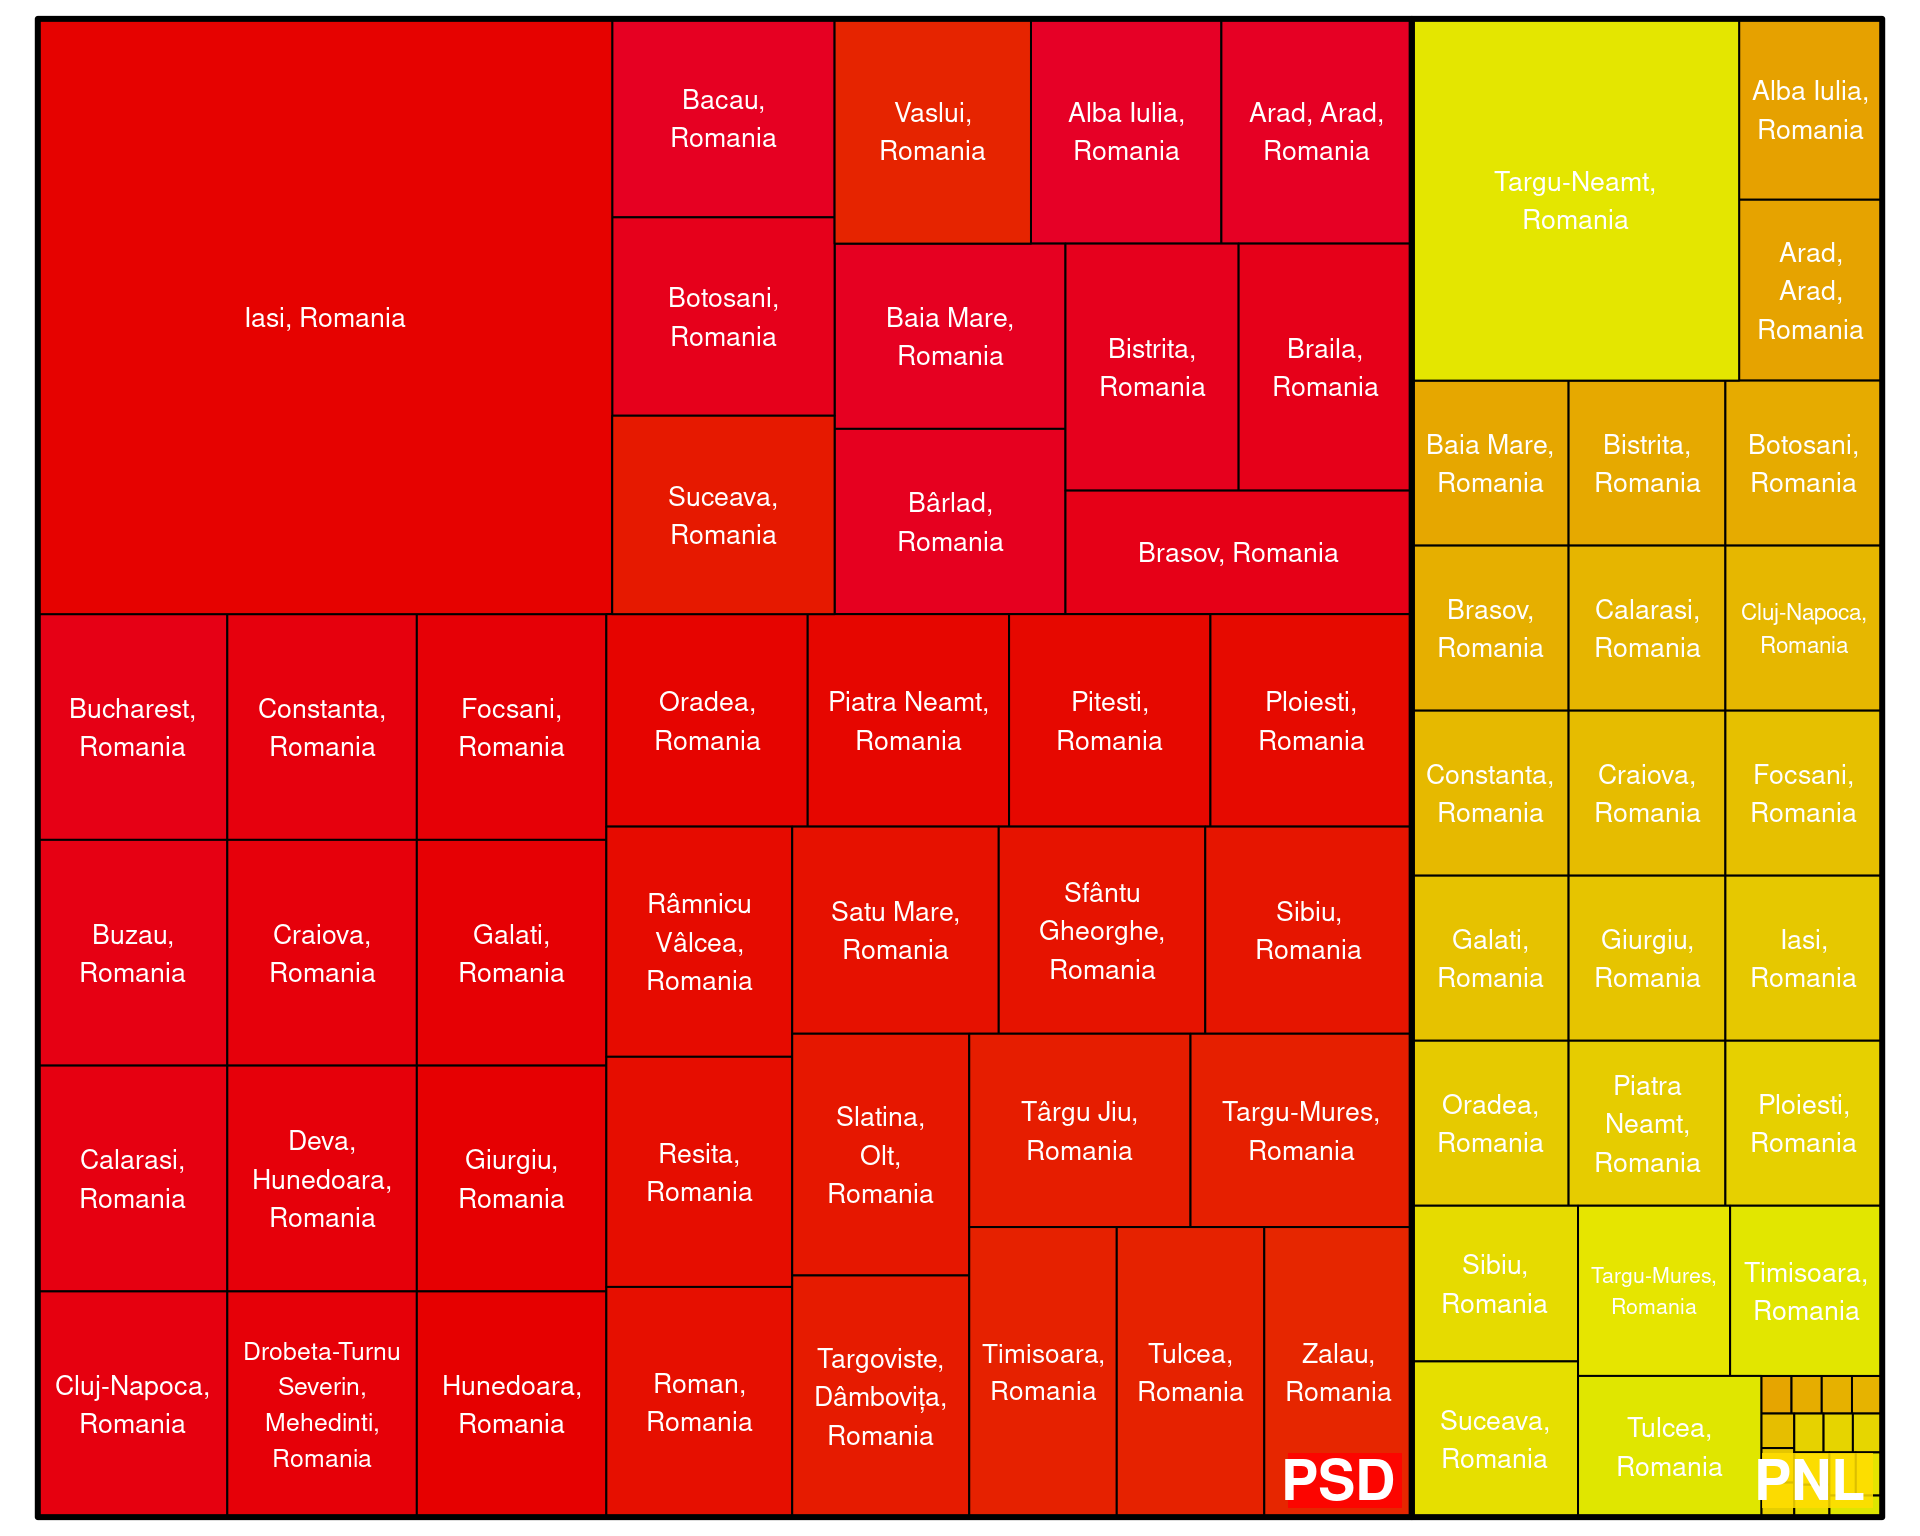 Iasi, Romania
Bacau,
Romania
Botosani,
Romania
Suceava,
Romania
Vaslui,
Romania
Alba Iulia,
Romania
Arad, Arad,
Romania
Baia Mare,
Romania
Bârlad,
Romania
Bistrita,
Romania
Braila,
Romania
Brasov, Romania
Bucharest,
Romania
Constanta,
Romania
Focsani,
Romania
Buzau,
Romania
Craiova,
Romania
Galati,
Romania
Calarasi,
Romania
Deva,
Hunedoara,
Romania
Giurgiu,
Romania
Cluj-Napoca,
Romania
Drobeta-Turnu
Severin,
Mehedinti,
Romania
Hunedoara,
Romania
Oradea,
Romania
Piatra Neamt,
Romania
Pitesti,
Romania
Ploiesti,
Romania
Râmnicu
Vâlcea,
Romania
Resita,
Romania
Roman,
Romania
Satu Mare,
Romania
Sfântu
Gheorghe,
Romania
Sibiu,
Romania
Slatina,
Olt,
Romania
Targoviste,
Dâmbovița,
Romania
Târgu Jiu,
Romania
Targu-Mures,
Romania
Timisoara,
Romania
Tulcea,
Romania
Zalau,
Romania
PSD
Targu-Neamt,
Romania
Alba Iulia,
Romania
Arad,
Arad,
Romania
Baia Mare,
Romania
Bistrita,
Romania
Botosani,
Romania
Brasov,
Romania
Calarasi,
Romania
Cluj-Napoca,
Romania
Constanta,
Romania
Craiova,
Romania
Focsani,
Romania
Galati,
Romania
Giurgiu,
Romania
Iasi,
Romania
Oradea,
Romania
Piatra
Neamt,
Romania
Ploiesti,
Romania
Sibiu,
Romania
Targu-Mures,
Romania
Timisoara,
Romania
Suceava,
Romania
Tulcea,
Romania
PNL